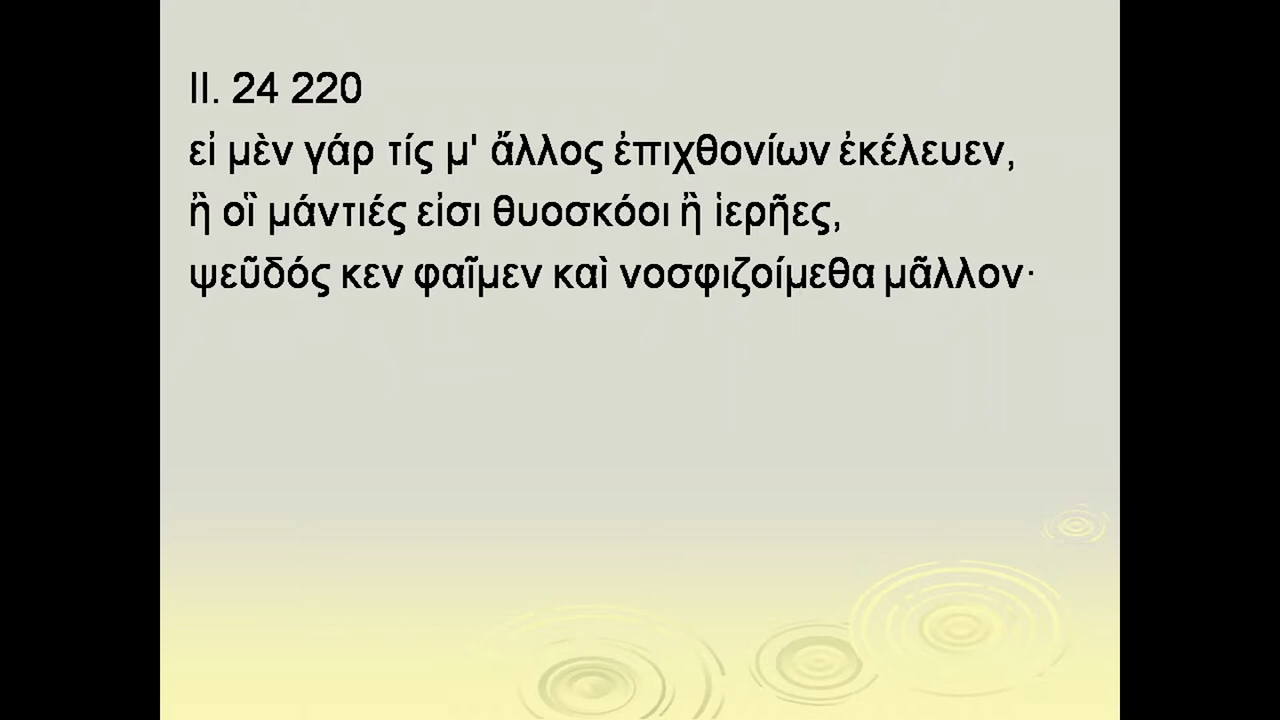 Il. 24 220
εἰ μὲν γάρ τίς μ' ἄλλος ἐπιχθονίων ἐκέλευεν,
ἢ οἳ μάντιές εἰσι θυοσκόοι ἢ ἱερῆες,
ψεῦδός κεν φαῖμεν καὶ νοσφιζοίμεθα μᾶλλον·